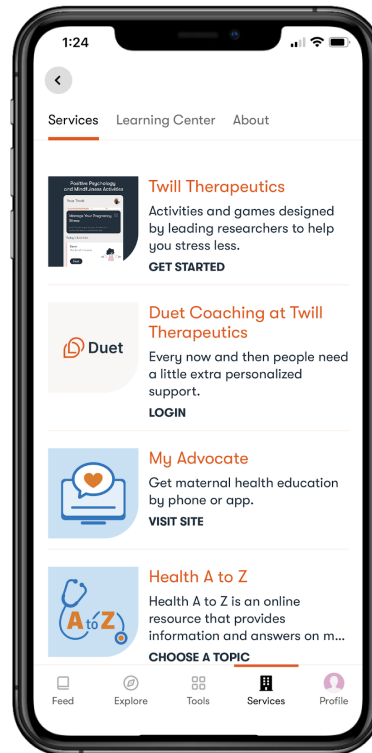 1:24
Services Learning Center About
Positive Psychology
and Mindfulness Activities
Manage Your Pregnancy
Stress
Twill Therapeutics
Activities and games designed
by leading researchers to help
you stress less.
GET STARTED
Duet
Duet Coaching at Twill
Therapeutics
Every now and then people need
a little extra personalized
support.
LOGIN
My Advocate
Get maternal health education
by phone or app.
VISIT SITE
A to Z
Health A to Z
Health A to Z is an online
resource that provides
information and answers on m...
CHOOSE A TOPIC
Feed Explore Tools Services Profile